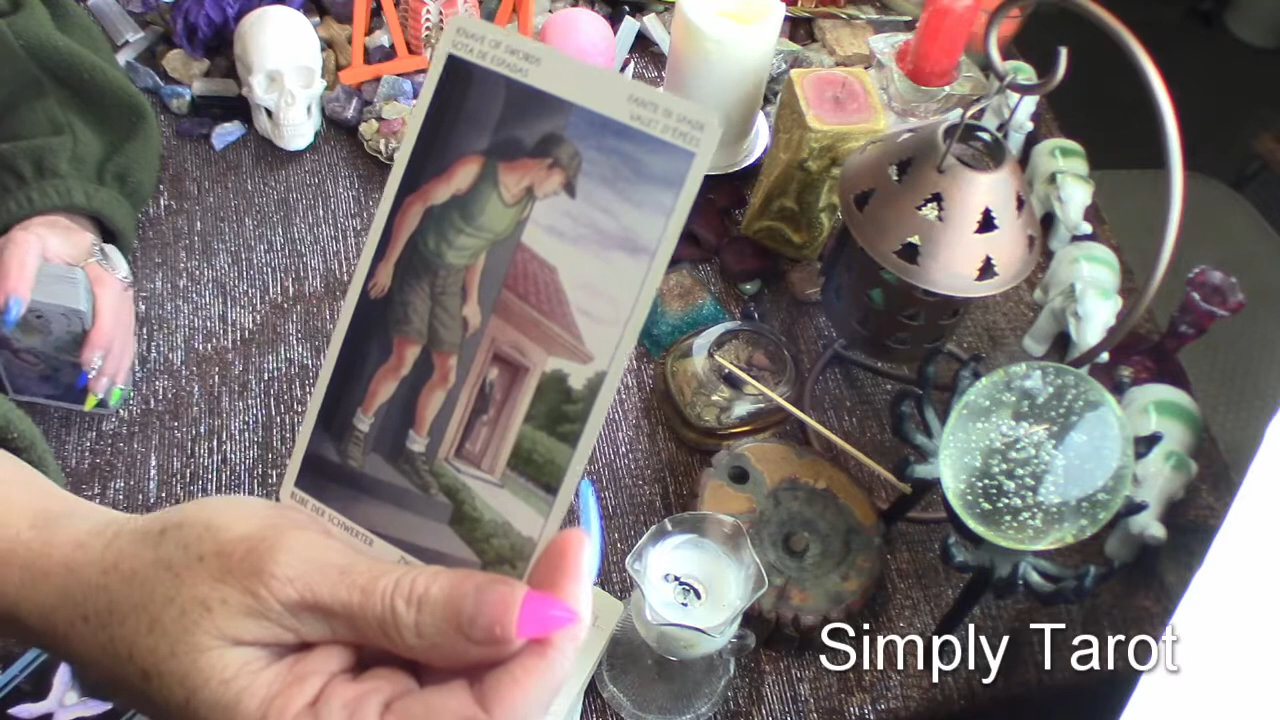 KNAVE OF SWORDS
SOTA DE ESPADAS
FANTE DI SPADE
VALET D'ÉPÉES
BUBE DER SCHWERTER
Simply Tarot